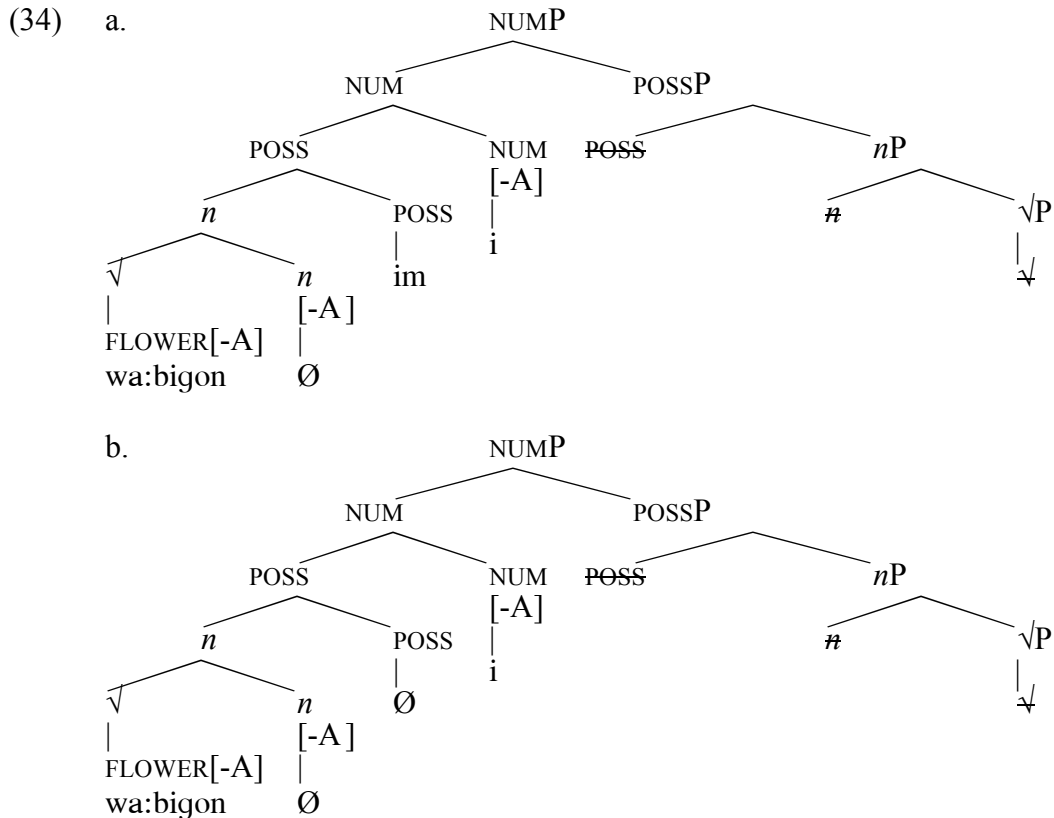 (34) a.
NUMP
NUM POSSP
POSS NUM POSS nP
[-A]
n POSS n √P
i
√ n im √
[-A]
FLOWER[-A]
wa:bigon Ø
b.
NUMP
NUM POSSP
POSS NUM POSS nP
[-A]
n POSS n √P
i
√ n Ø √
[-A]
FLOWER[-A]
wa:bigon Ø